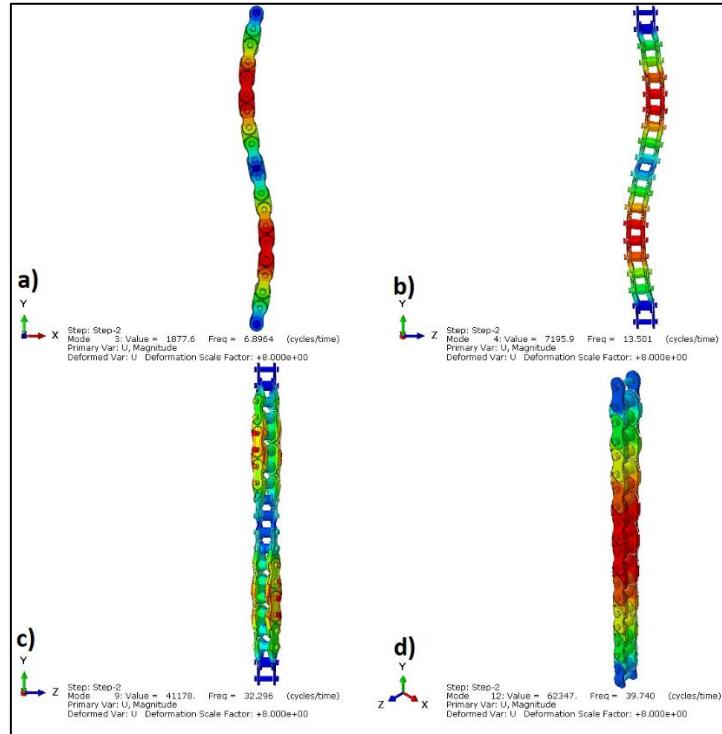 a)
Y
X
Step: Step-2
Mode 3: Value = 1877.6 Freq = 6.8964 (cycles/time)
Primary Var: U, Magnitude
Deformed Var: U Deformation Scale Factor: +8.000e+00
b)
Y
Z
Step: Step-2
Mode 4: Value = 7195.9 Freq = 13.501 (cycles/time)
Primary Var: U, Magnitude
Deformed Var: U Deformation Scale Factor: +8.000e+00
c)
Y
Z
Step: Step-2
Mode 9: Value = 41178. Freq = 32.296 (cycles/time)
Primary Var: U, Magnitude
Deformed Var: U Deformation Scale Factor: +8.000e+00
d)
Y
Z X
Step: Step-2
Mode 12: Value = 62347. Freq = 39.740 (cycles/time)
Primary Var: U, Magnitude
Deformed Var: U Deformation Scale Factor: +8.000e+00